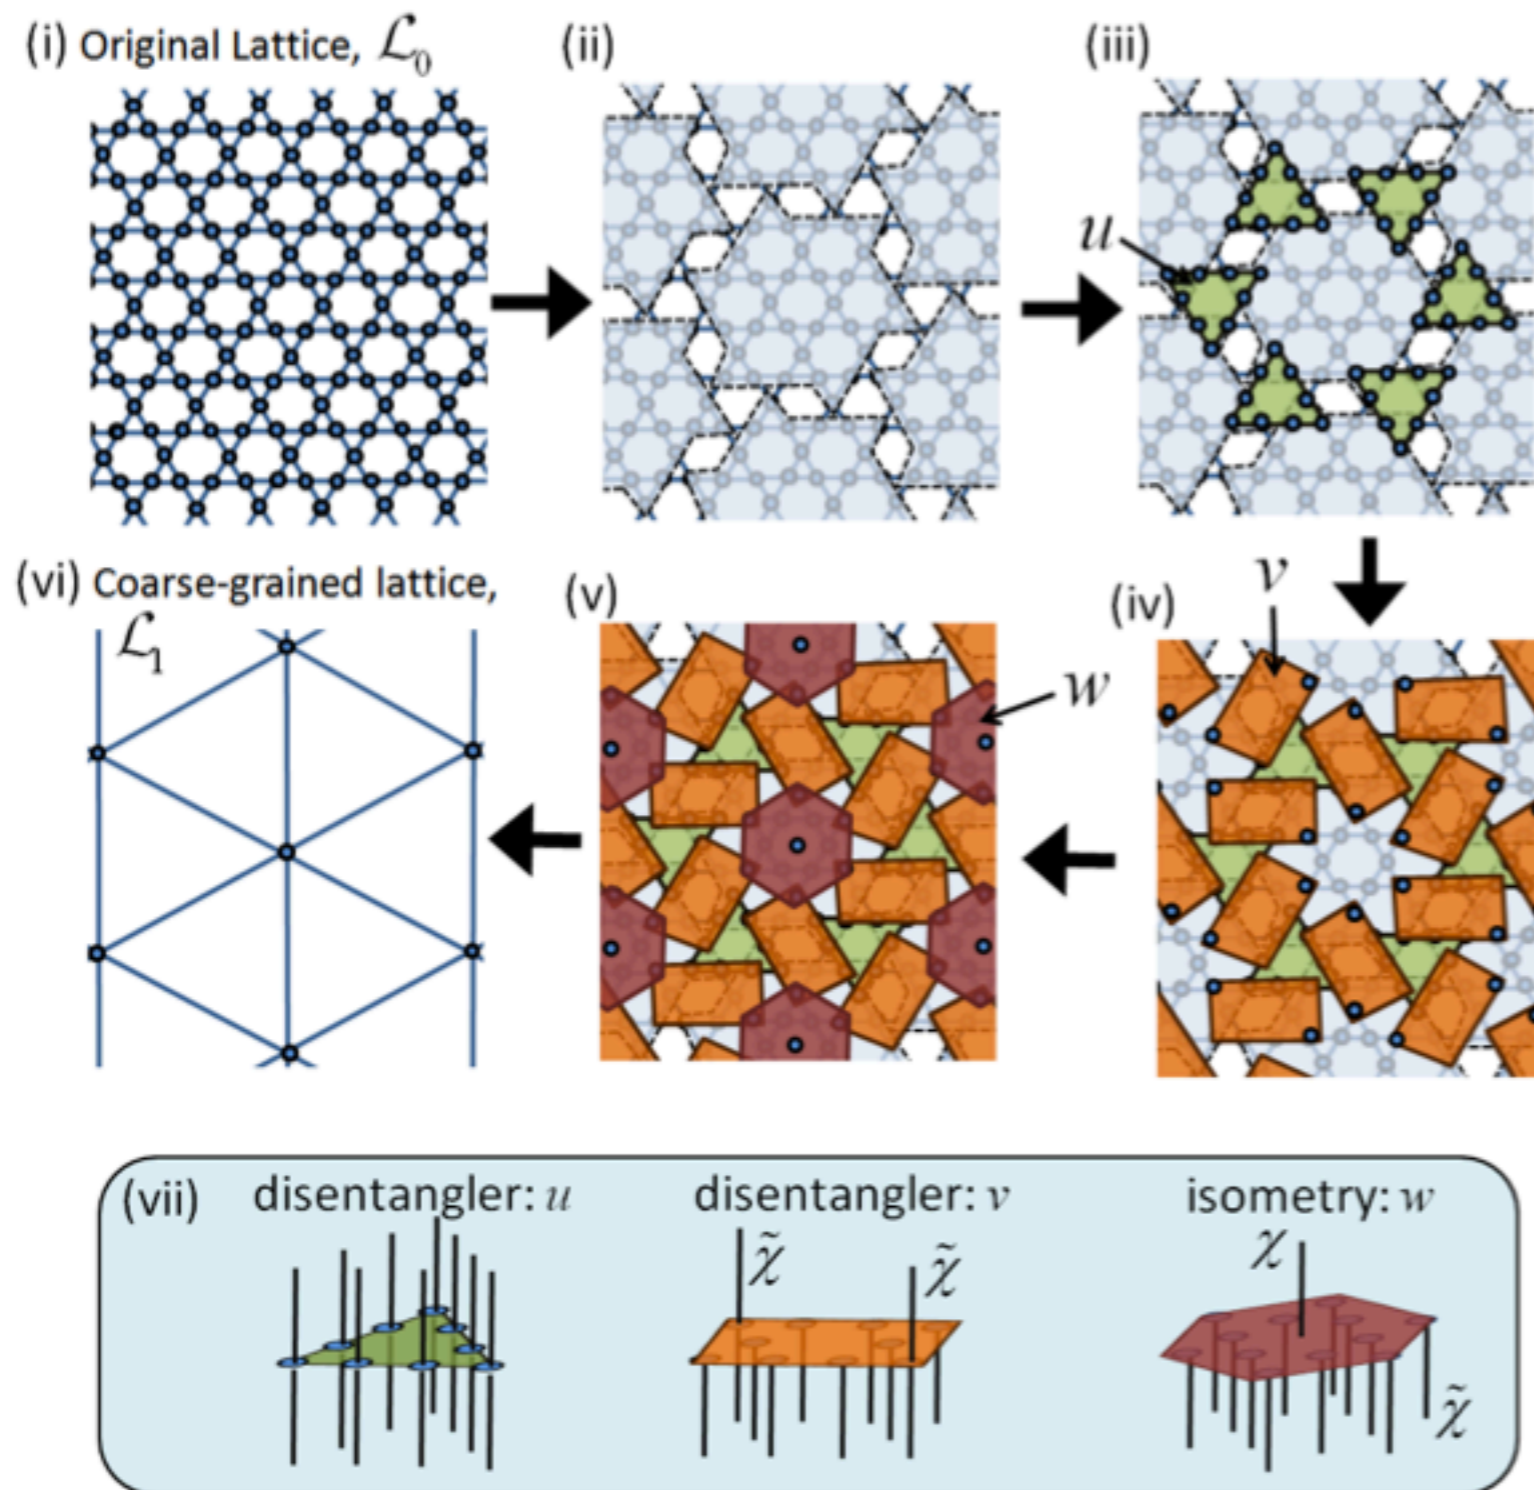 (i) Original Lattice, ℒ₀
(ii)
(iii)
u
(vi) Coarse-grained lattice,
ℒ₁
(v)
w
(iv)
v
(vii)
disentangler: u
disentangler: v
isometry: w
χ̃
χ̃
χ
χ̃